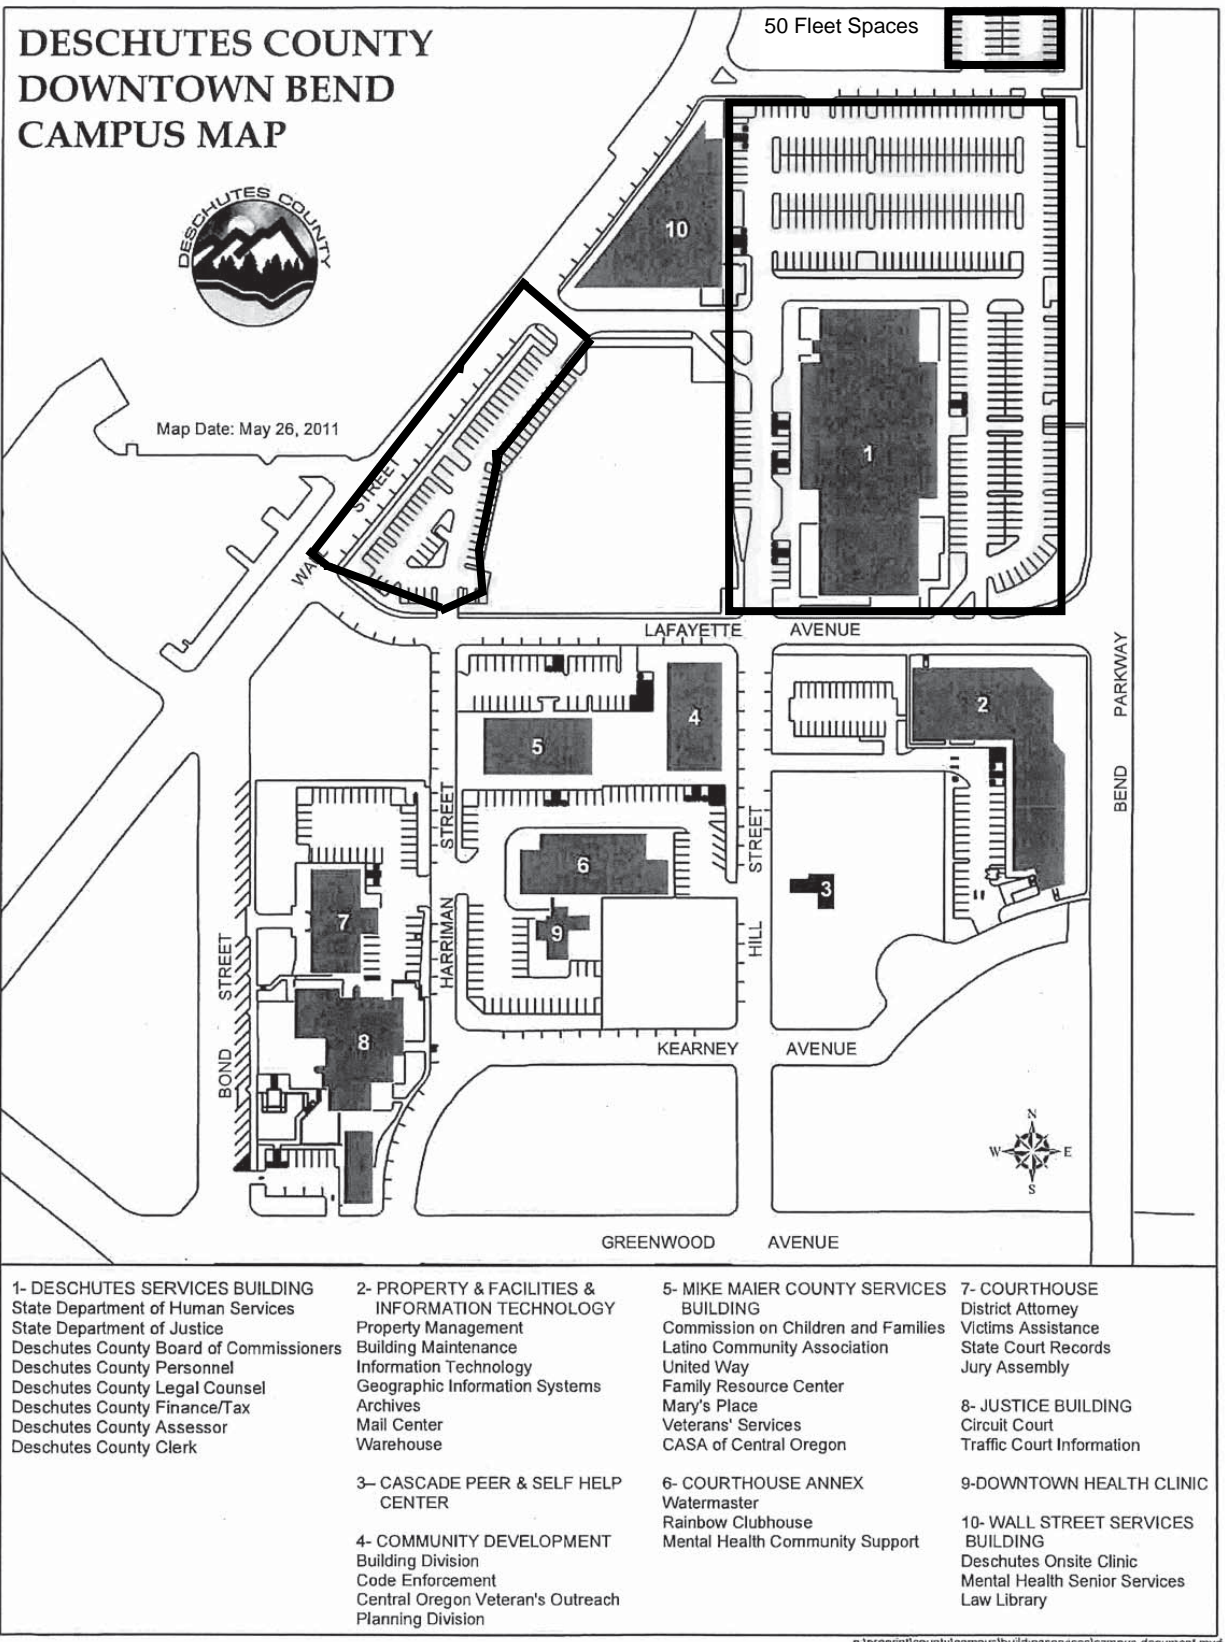 50 Fleet Spaces
DESCHUTES COUNTY
DOWNTOWN BEND
CAMPUS MAP
DESCHUTES COUNTY
10
Map Date: May 26, 2011
STREET
1
LAFAYETTE AVENUE
BEND PARKWAY
2
4
5
STREET
STREET
6
3
7
9
HARRIMAN
HILL
STREET
8
BOND
KEARNEY AVENUE
N
W E
S
GREENWOOD AVENUE
1- DESCHUTES SERVICES BUILDING
State Department of Human Services
State Department of Justice
Deschutes County Board of Commissioners
Deschutes County Personnel
Deschutes County Legal Counsel
Deschutes County Finance/Tax
Deschutes County Assessor
Deschutes County Clerk
2- PROPERTY & FACILITIES &
INFORMATION TECHNOLOGY
Property Management
Building Maintenance
Information Technology
Geographic Information Systems
Archives
Mail Center
Warehouse
3– CASCADE PEER & SELF HELP
CENTER
4- COMMUNITY DEVELOPMENT
Building Division
Code Enforcement
Central Oregon Veteran's Outreach
Planning Division
5- MIKE MAIER COUNTY SERVICES
BUILDING
Commission on Children and Families
Latino Community Association
United Way
Family Resource Center
Mary's Place
Veterans' Services
CASA of Central Oregon
6- COURTHOUSE ANNEX
Watermaster
Rainbow Clubhouse
Mental Health Community Support
7- COURTHOUSE
District Attorney
Victims Assistance
State Court Records
Jury Assembly
8- JUSTICE BUILDING
Circuit Court
Traffic Court Information
9-DOWNTOWN HEALTH CLINIC
10- WALL STREET SERVICES
BUILDING
Deschutes Onsite Clinic
Mental Health Senior Services
Law Library